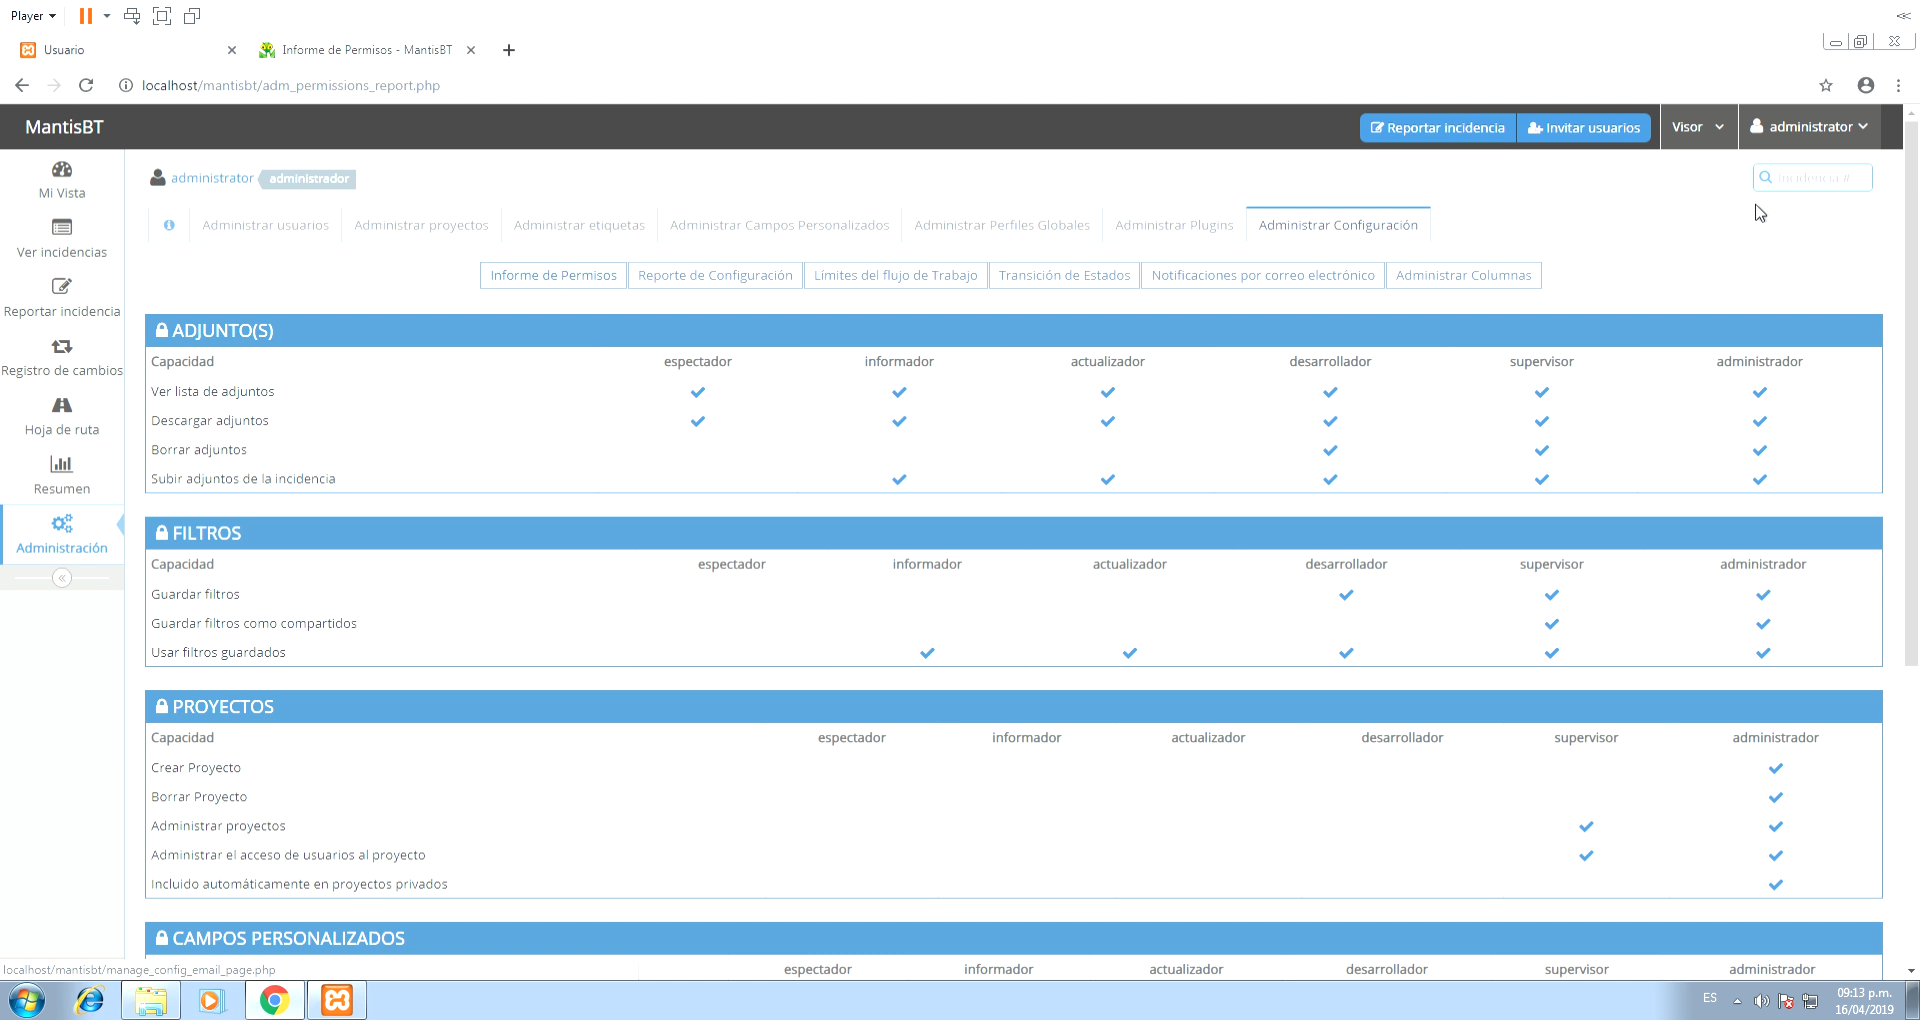 Player
Usuario
Informe de Permisos - MantisBT
localhost/mantisbt/adm_permissions_report.php
MantisBT
Reportar incidencia
Invitar usuarios
Visor
administrator
Mi Vista
Ver incidencias
Reportar incidencia
Registro de cambios
Hoja de ruta
Resumen
Administración
administrator administrador
Incidencia #
Administrar usuarios
Administrar proyectos
Administrar etiquetas
Administrar Campos Personalizados
Administrar Perfiles Globales
Administrar Plugins
Administrar Configuración
Informe de Permisos
Reporte de Configuración
Límites del flujo de Trabajo
Transición de Estados
Notificaciones por correo electrónico
Administrar Columnas
ADJUNTO(S)
Capacidad espectador informador actualizador desarrollador supervisor administrador
Ver lista de adjuntos
Descargar adjuntos
Borrar adjuntos
Subir adjuntos de la incidencia
FILTROS
Capacidad espectador informador actualizador desarrollador supervisor administrador
Guardar filtros
Guardar filtros como compartidos
Usar filtros guardados
PROYECTOS
Capacidad espectador informador actualizador desarrollador supervisor administrador
Crear Proyecto
Borrar Proyecto
Administrar proyectos
Administrar el acceso de usuarios al proyecto
Incluido automáticamente en proyectos privados
CAMPOS PERSONALIZADOS
espectador informador actualizador desarrollador supervisor administrador
localhost/mantisbt/manage_config_email_page.php
ES
09:13 p.m.
16/04/2019